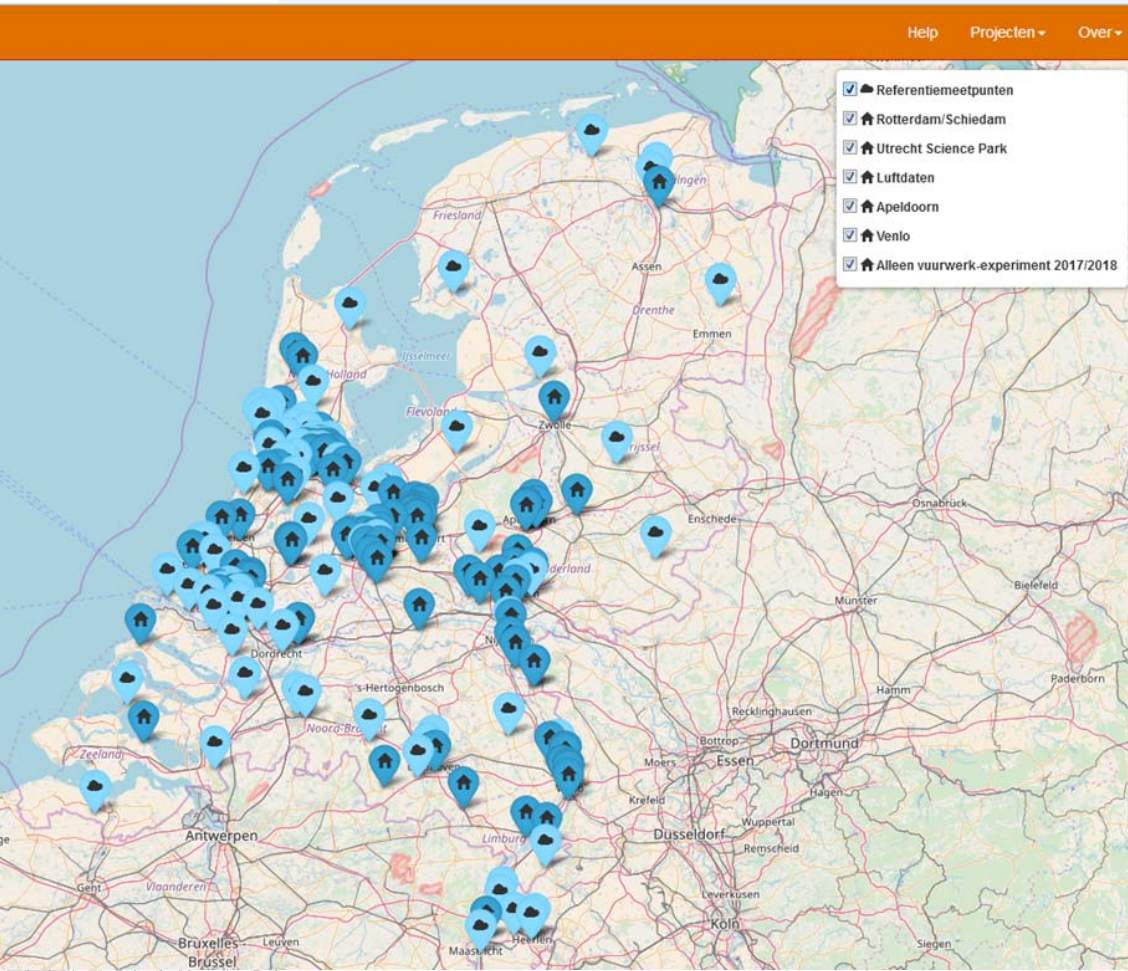 Help Projecten Over
Referentiemeetpunten
Rotterdam/Schiedam
Utrecht Science Park
Luftdaten
Apeldoorn
Venlo
Alleen vuurwerk-experiment 2017/2018
Friesland
Assen
Drenthe
Emmen
IJsselmeer
Holland
Flevoland
Zwolle
Osnabrück
Enschede
Bielefeld
Münster
Dordrecht
's-Hertogenbosch
Hamm
Paderborn
Recklinghausen
Noord-Bra
Bottrop
Dortmund
Zeeland
Moers
Essen
Hagen
Krefeld
Wuppertal
Antwerpen
Limburg
Düsseldorf
Remscheid
Gent
Vlaanderen
Leverkusen
Köln
Heerlen
Bruxelles -
Brussel
Leuven
Siegen
Maastricht